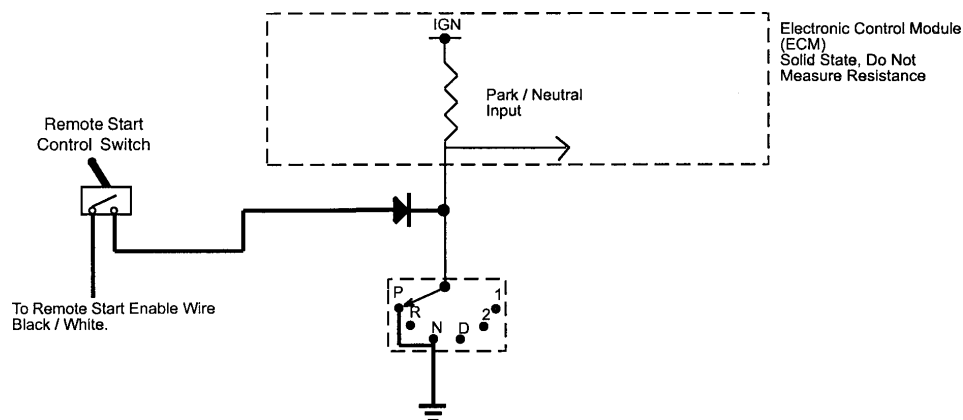 IGN
Electronic Control Module
(ECM)
Solid State, Do Not
Measure Resistance
Park / Neutral
Input
Remote Start
Control Switch
To Remote Start Enable Wire
Black / White.
P
R
N
D
2
1